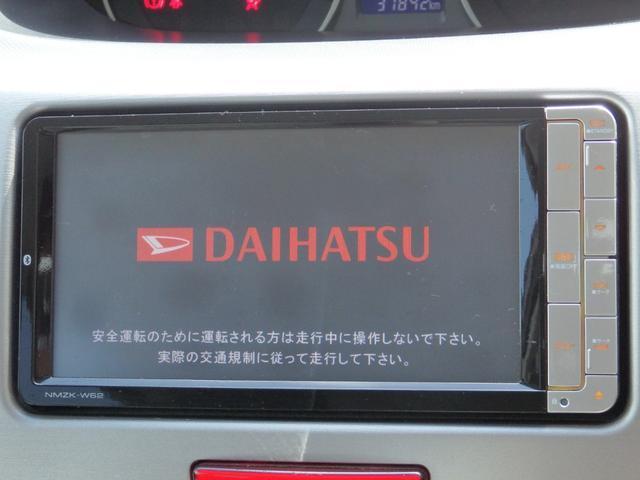 31892km
DAIHATSU
安全運転のために運転される方は走行中に操作しないで下さい。
実際の交通規制に従って走行して下さい。
NMZK-W62